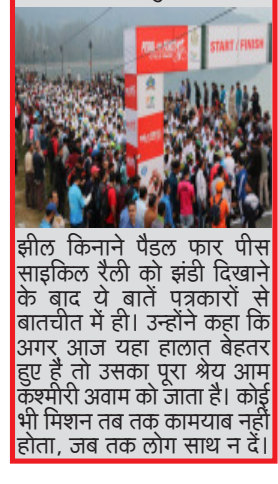 START / FINISH
झील किनाने पैडल फार पीस
साइकिल रैली को झंडी दिखाने
के बाद ये बातें पत्रकारों से
बातचीत में ही। उन्होंने कहा कि
अगर आज यहा हालात बेहतर
हुए हैं तो उसका पूरा श्रेय आम
कश्मीरी अवाम को जाता है। कोई
भी मिशन तब तक कामयाब नहीं
होता, जब तक लोग साथ न दें।